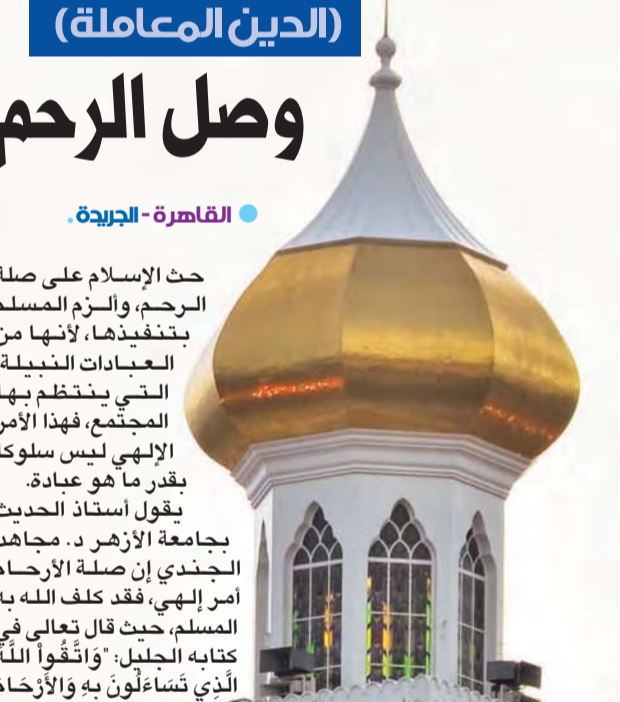 (الدين المعاملة)
وصل الرحم
القاهرة - الجريدة.
حث الإسلام على صلة
الرحم، وألزم المسلم
بتنفيذها، لأنها من
العبادات النبيلة
التي ينتظم بها
المجتمع، فهذا الأمر
الإلهي ليس سلوكا
بقدر ما هو عبادة.
يقول أستاذ الحديث
بجامعة الأزهر د. مجاهد
الجندي إن صلة الأرحام
أمر إلهي، فقد كلف الله به
المسلم، حيث قال تعالى في
كتابه الجليل: "وَاتَّقُواْ اللَّهَ
الَّذِي تَسَاءَلُونَ بِهِ وَالأَرْحَامَ